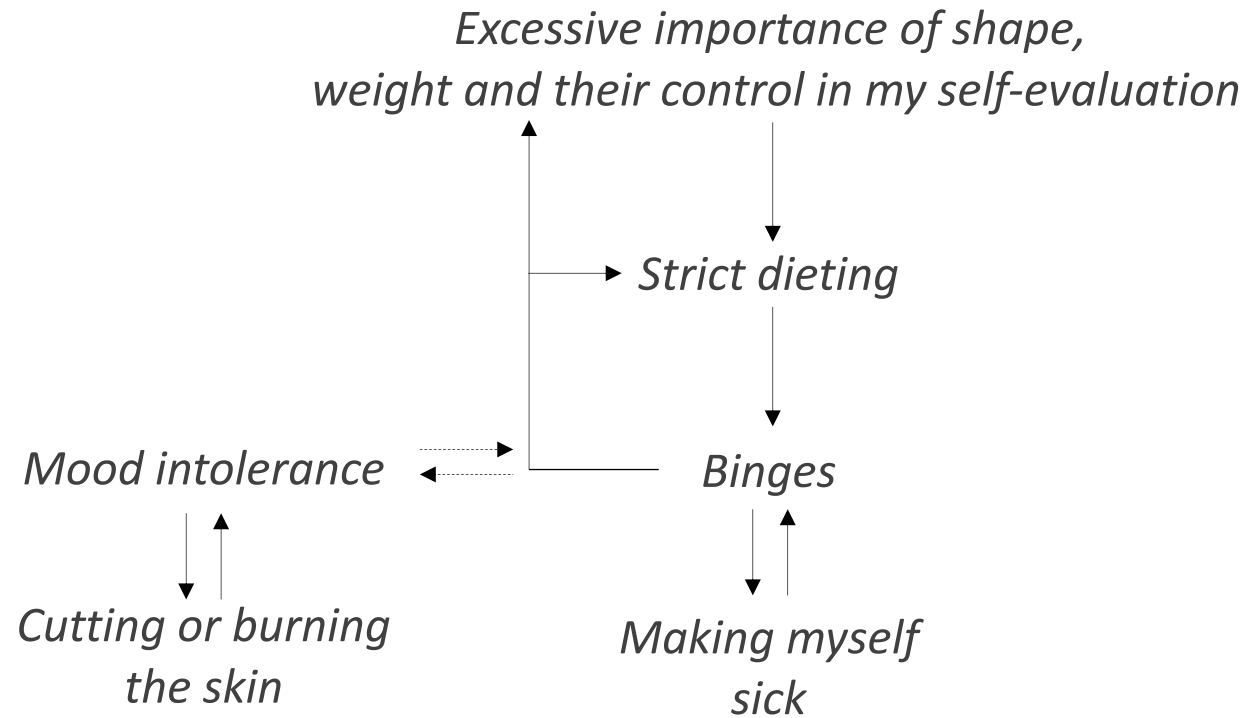 Excessive importance of shape,
weight and their control in my self-evaluation
Strict dieting
Mood intolerance
Binges
Cutting or burning
the skin
Making myself
sick